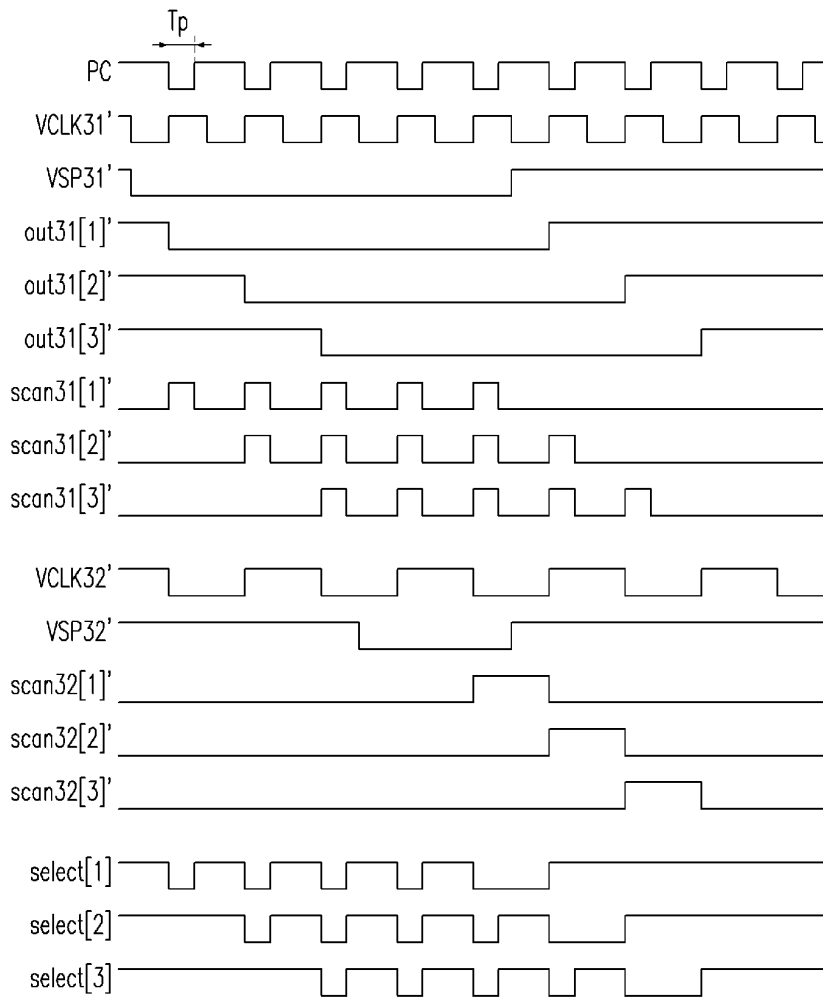 Tp
PC
VCLK31'
VSP31'
out31[1]'
out31[2]'
out31[3]'
scan31[1]'
scan31[2]'
scan31[3]'
VCLK32'
VSP32'
scan32[1]'
scan32[2]'
scan32[3]'
select[1]
select[2]
select[3]